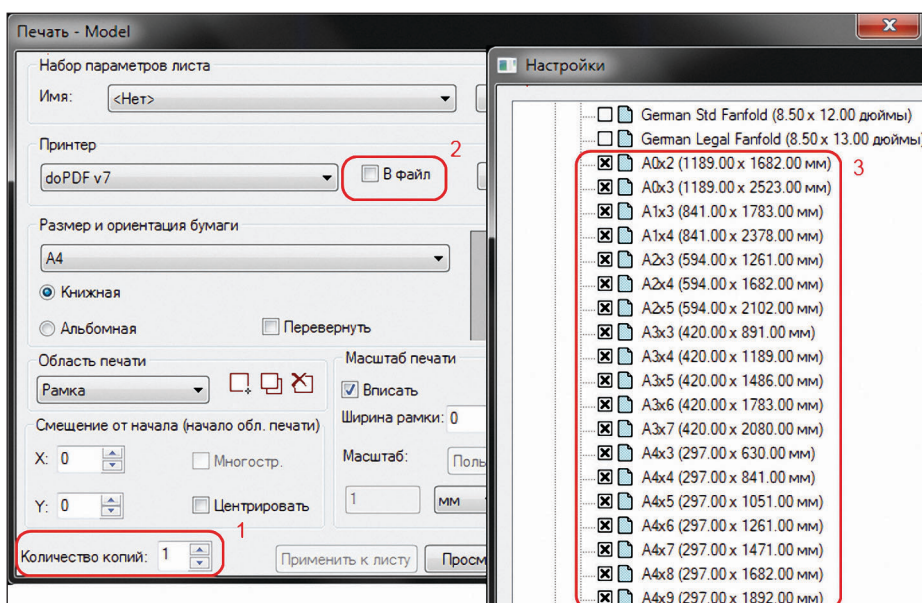 Печать - Model
Набор параметров листа
Имя: <Нет>
Принтер
2
doPDF v7
В файл
Размер и ориентация бумаги
A4
Книжная
Альбомная
Перевернуть
Область печати
Рамка
Масштаб печати
Вписать
Ширина рамки: 0
Смещение от начала (начало обл. печати)
X: 0
Многостр.
Масштаб:
Y: 0
Центрировать
1
мм
1
Количество копий: 1
Применить к листу
Настройки
German Std Fanfold (8.50 x 12.00 дюймы)
German Legal Fanfold (8.50 x 13.00 дюймы)
3
A0x2 (1189.00 x 1682.00 мм)
A0x3 (1189.00 x 2523.00 мм)
A1x3 (841.00 x 1783.00 мм)
A1x4 (841.00 x 2378.00 мм)
A2x3 (594.00 x 1261.00 мм)
A2x4 (594.00 x 1682.00 мм)
A2x5 (594.00 x 2102.00 мм)
A3x3 (420.00 x 891.00 мм)
A3x4 (420.00 x 1189.00 мм)
A3x5 (420.00 x 1486.00 мм)
A3x6 (420.00 x 1783.00 мм)
A3x7 (420.00 x 2080.00 мм)
A4x3 (297.00 x 630.00 мм)
A4x4 (297.00 x 841.00 мм)
A4x5 (297.00 x 1051.00 мм)
A4x6 (297.00 x 1261.00 мм)
A4x7 (297.00 x 1471.00 мм)
A4x8 (297.00 x 1682.00 мм)
A4x9 (297.00 x 1892.00 мм)